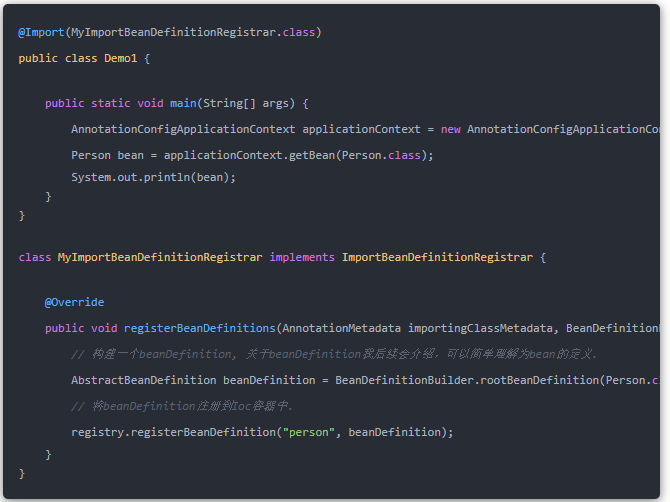 @Import(MyImportBeanDefinitionRegistrar.class)
public class Demo1 {
public static void main(String[] args) {
AnnotationConfigApplicationContext applicationContext = new AnnotationConfigApplicationCo
Person bean = applicationContext.getBean(Person.class);
System.out.println(bean);
}
}
class MyImportBeanDefinitionRegistrar implements ImportBeanDefinitionRegistrar {
@Override
public void registerBeanDefinitions(AnnotationMetadata importingClassMetadata, BeanDefinition
// 构建一个beanDefinition, 关于beanDefinition我后续会介绍，可以简单理解为bean的定义.
AbstractBeanDefinition beanDefinition = BeanDefinitionBuilder.rootBeanDefinition(Person.c
// 将beanDefinition注册到Ioc容器中.
registry.registerBeanDefinition("person", beanDefinition);
}
}